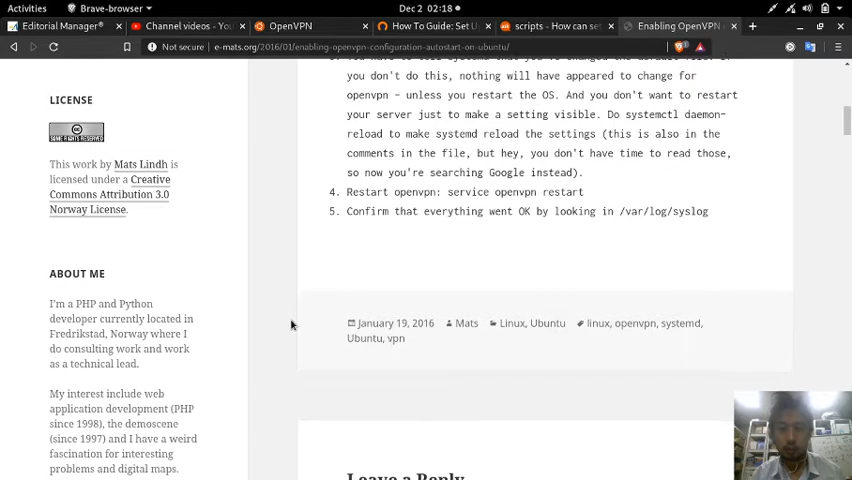 Activities
Brave-browser
Dec 2 02:18
Editorial Manager®
Channel videos - Yo
OpenVPN
How To Guide: Set U
scripts - How can se
Enabling OpenVPN
Not secure
e-mats.org/2016/01/enabling-openvpn-configuration-autostart-on-ubuntu/
LICENSE
SOME RIGHTS RESERVED
This work by Mats Lindh is
licensed under a Creative
Commons Attribution 3.0
Norway License.
ABOUT ME
I'm a PHP and Python
developer currently located in
Fredrikstad, Norway where I
do consulting work and work
as a technical lead.
My interest include web
application development (PHP
since 1998), the demoscene
(since 1997) and I have a weird
fascination for interesting
problems and digital maps.
you don't do this, nothing will have appeared to change for
openvpn – unless you restart the OS. And you don't want to restart
your server just to make a setting visible. Do systemctl daemon-
reload to make systemd reload the settings (this is also in the
comments in the file, but hey, you don't have time to read those,
so now you're searching Google instead).
4. Restart openvpn: service openvpn restart
5. Confirm that everything went OK by looking in /var/log/syslog
January 19, 2016
Mats
Linux, Ubuntu
linux, openvpn, systemd,
Ubuntu, vpn
Leave a Reply